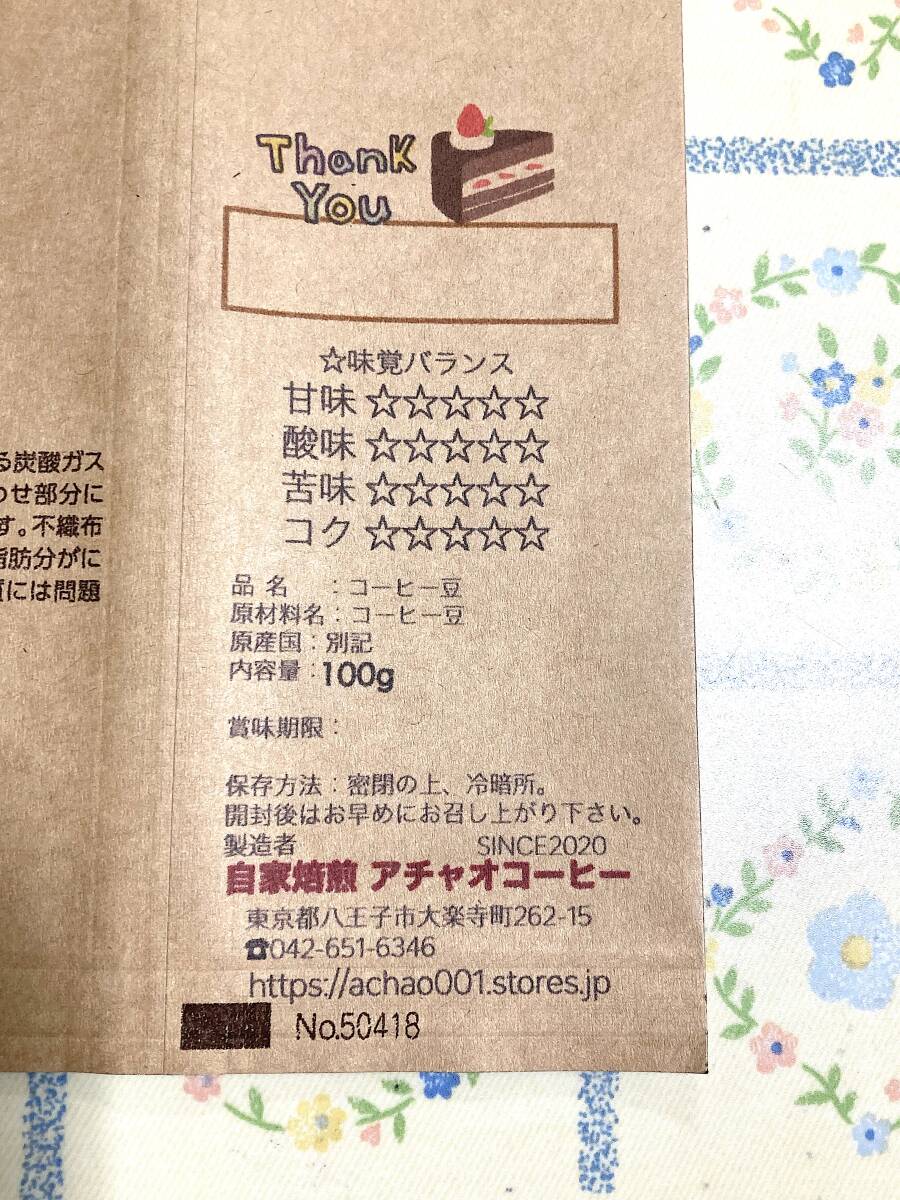 Thank
You
☆味覚バランス
甘味 ☆☆☆☆☆
酸味 ☆☆☆☆☆
苦味 ☆☆☆☆☆
コク ☆☆☆☆☆
る炭酸ガス
わせ部分に
す。不織布
脂肪分がに
質には問題
品 名 :コーヒー豆
原材料名:コーヒー豆
原産国:別記
内容量:100g
賞味期限:
保存方法:密閉の上、冷暗所。
開封後はお早めにお召し上がり下さい。
製造者 SINCE2020
自家焙煎 アチャオコーヒー
東京都八王子市大楽寺町262-15
☎042-651-6346
https://achao001.stores.jp
No.50418